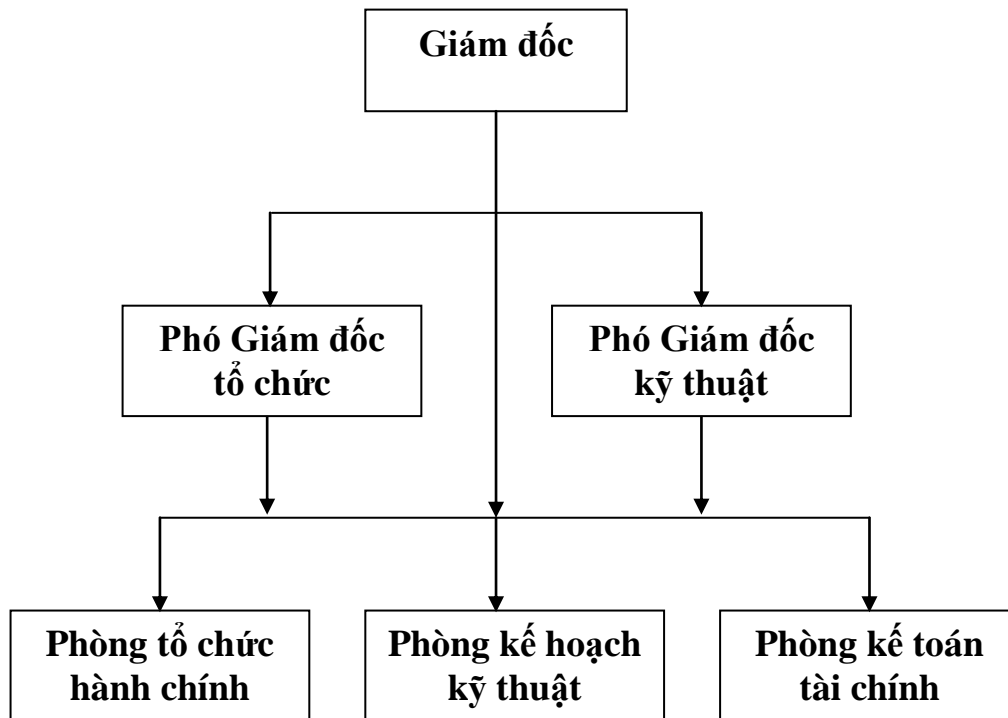 Giám đốc
Phó Giám đốc
tổ chức
Phó Giám đốc
kỹ thuật
Phòng tổ chức
hành chính
Phòng kế hoạch
kỹ thuật
Phòng kế toán
tài chính